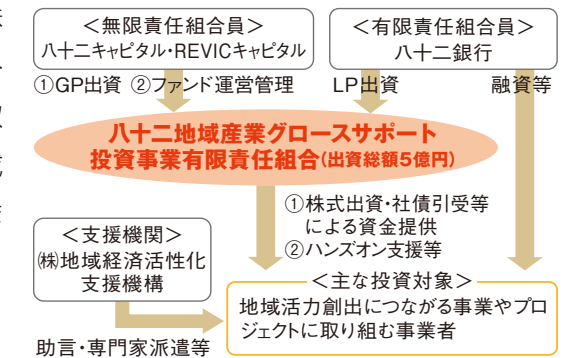 ＜無限責任組合員＞
八十二キャピタル・REVICキャピタル
＜有限責任組合員＞
八十二銀行
①GP出資 ②ファンド運営管理
LP出資
融資等
八十二地域産業グロースサポート
投資事業有限責任組合(出資総額5億円)
①株式出資・社債引受等
による資金提供
②ハンズオン支援等
＜支援機関＞
㈱地域経済活性化
支援機構
＜主な投資対象＞
地域活力創出につながる事業やプロ
ジェクトに取り組む事業者
助言・専門家派遣等